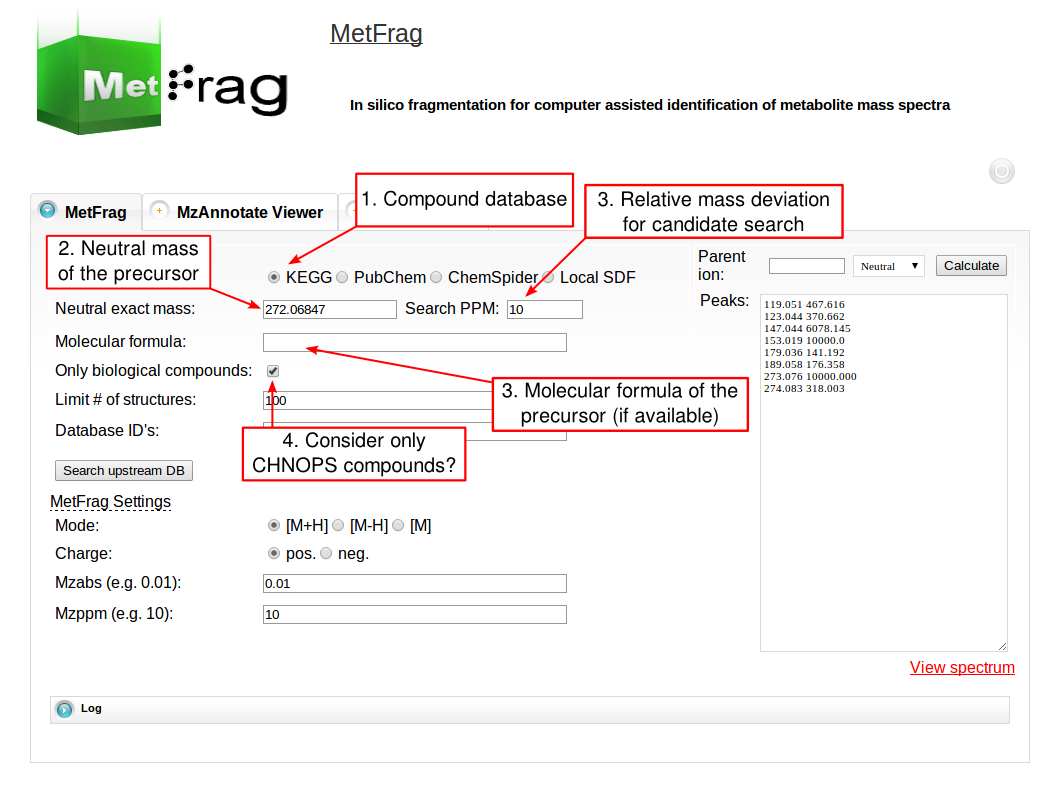 MetFrag
MetFrag
In silico fragmentation for computer assisted identification of metabolite mass spectra
MetFrag
MzAnnotate Viewer
1. Compound database
3. Relative mass deviation
for candidate search
2. Neutral mass
of the precursor
KEGG PubChem ChemSpider Local SDF
Neutral exact mass: 272.06847 Search PPM: 10
Molecular formula:
Only biological compounds:
Limit # of structures: 100
Database ID's:
3. Molecular formula of the
precursor (if available)
4. Consider only
CHNOPS compounds?
Search upstream DB
MetFrag Settings
Mode: [M+H] [M-H] [M]
Charge: pos. neg.
Mzabs (e.g. 0.01): 0.01
Mzppm (e.g. 10): 10
Parent
ion: Neutral Calculate
Peaks:
119.051 467.616
123.044 370.662
147.044 6078.145
153.019 10000.0
179.036 141.192
189.058 176.358
273.076 10000.000
274.083 318.003
View spectrum
Log